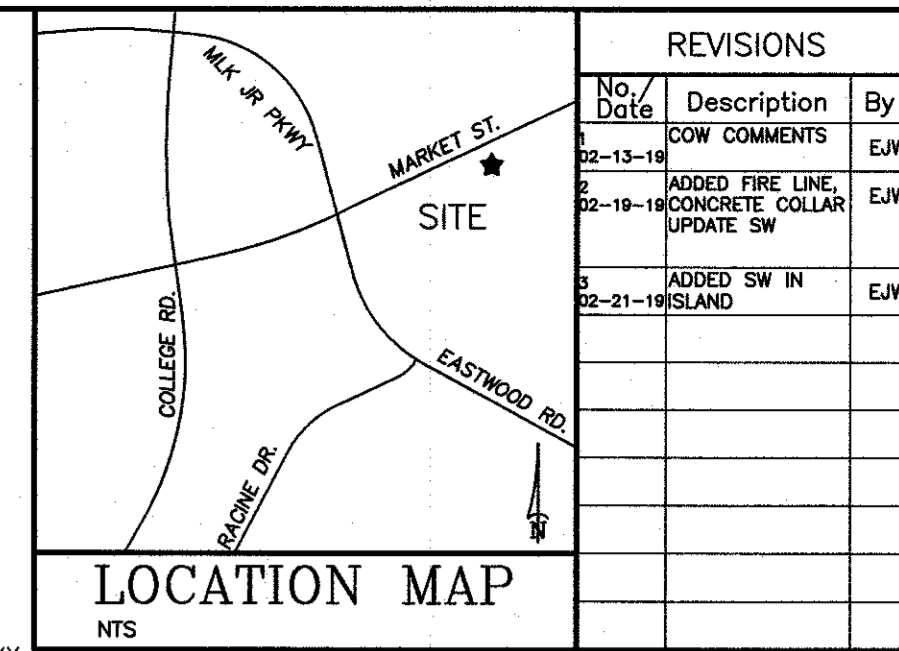 MLK JR PKWY
MARKET ST.
SITE
COLLEGE RD.
EASTWOOD RD.
RACINE DR.
N
LOCATION MAP
NTS
REVISIONS
No./
Date
Description
By
1
02-13-19
COW COMMENTS
EJW
2
02-19-19
ADDED FIRE LINE,
CONCRETE COLLAR
UPDATE SW
EJW
3
02-21-19
ADDED SW IN
ISLAND
EJW